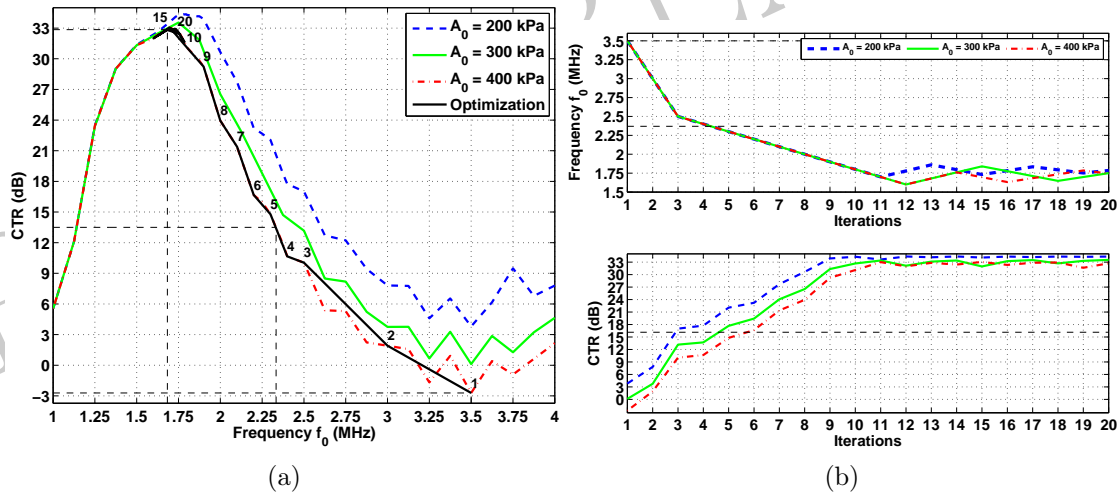 15
20
10
9
8
7
6
5
4
3
2
1
A0 = 200 kPa
A0 = 300 kPa
A0 = 400 kPa
Optimization
33
30
27
24
21
18
15
12
9
6
3
0
−3
CTR (dB)
1 1.25 1.5 1.75 2 2.25 2.5 2.75 3 3.25 3.5 3.75 4
Frequency f0 (MHz)
(a)
A0 = 200 kPa A0 = 300 kPa A0 = 400 kPa
3.5
3.25
3
2.75
2.5
2.25
2
1.75
1.5
Frequency f0 (MHz)
1 2 3 4 5 6 7 8 9 10 11 12 13 14 15 16 17 18 19 20
Iterations
33
30
27
24
21
18
15
12
9
6
3
0
CTR (dB)
1 2 3 4 5 6 7 8 9 10 11 12 13 14 15 16 17 18 19 20
Iterations
(b)